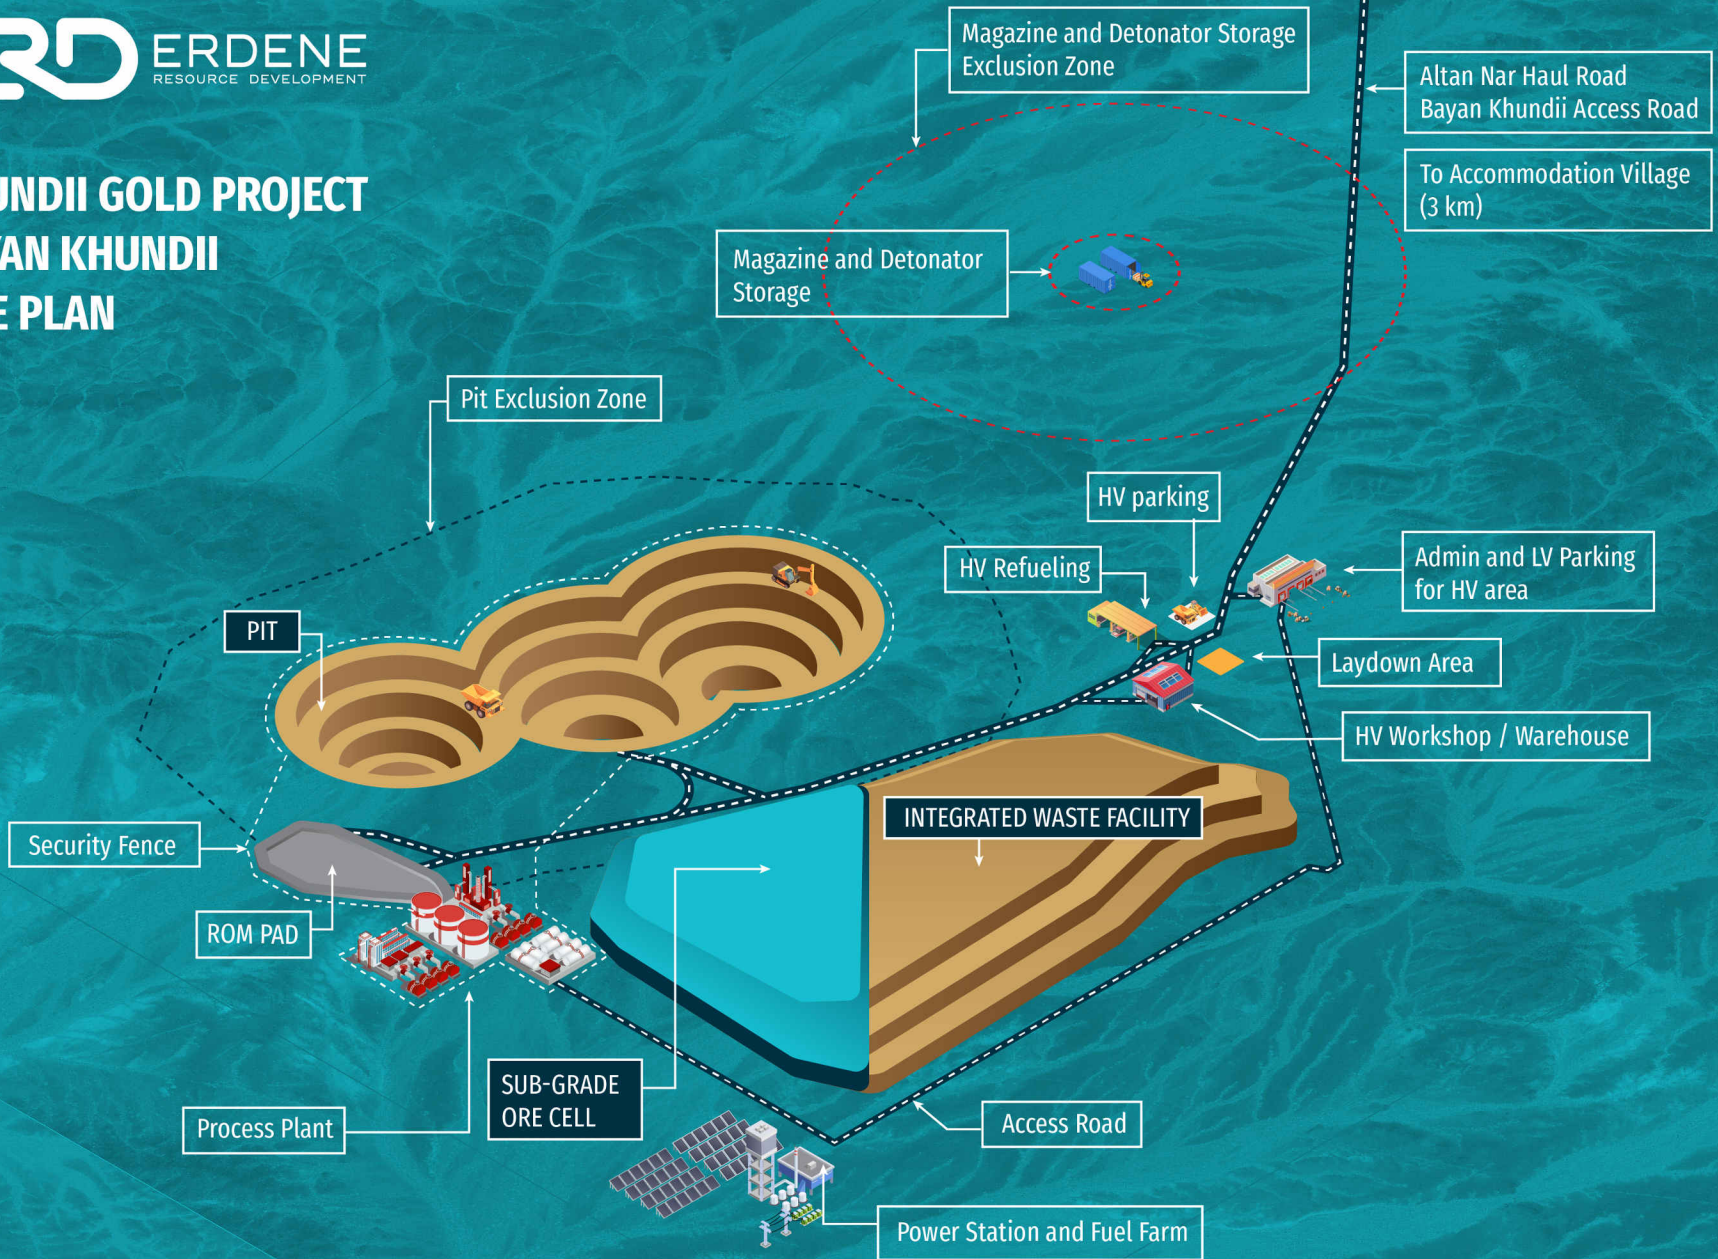 RD ERDENE
RESOURCE DEVELOPMENT
UNDII GOLD PROJECT
YAN KHUNDII
E PLAN
Magazine and Detonator Storage
Exclusion Zone
Altan Nar Haul Road
Bayan Khundii Access Road
To Accommodation Village
(3 km)
Magazine and Detonator
Storage
Pit Exclusion Zone
HV parking
HV Refueling
Admin and LV Parking
for HV area
PIT
Laydown Area
HV Workshop / Warehouse
INTEGRATED WASTE FACILITY
Security Fence
ROM PAD
SUB-GRADE
ORE CELL
Process Plant
Access Road
Power Station and Fuel Farm